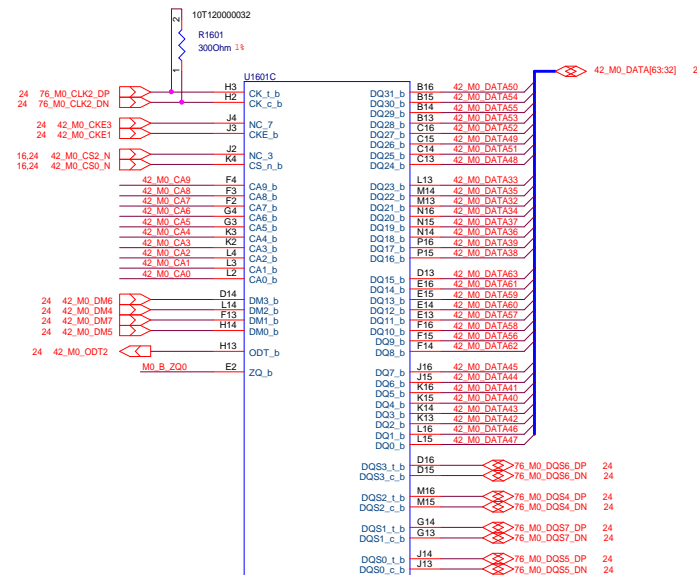 10T120000032
2
R1601
300Ohm 1%
1
U1601C
42_M0_DATA[63:32] 2
24 76_M0_CLK2_DP H3 CK_t_b
24 76_M0_CLK2_DN H2 CK_c_b
24 42_M0_CKE3 J4 NC_7
24 42_M0_CKE1 J3 CKE_b
16,24 42_M0_CS2_N J2 NC_3
16,24 42_M0_CS0_N K4 CS_n_b
42_M0_CA9 F4 CA9_b
42_M0_CA8 F3 CA8_b
42_M0_CA7 F2 CA7_b
42_M0_CA6 G4 CA6_b
42_M0_CA5 G3 CA5_b
42_M0_CA4 K3 CA4_b
42_M0_CA3 K2 CA3_b
42_M0_CA2 L4 CA2_b
42_M0_CA1 L3 CA1_b
42_M0_CA0 L2 CA0_b
24 42_M0_DM6 D14 DM3_b
24 42_M0_DM4 L14 DM2_b
24 42_M0_DM7 F13 DM1_b
24 42_M0_DM5 H14 DM0_b
24 42_M0_ODT2 H13 ODT_b
M0_B_ZQ0 E2 ZQ_b
DQ31_b B16 42_M0_DATA50
DQ30_b B15 42_M0_DATA54
DQ29_b B14 42_M0_DATA55
DQ28_b B13 42_M0_DATA53
DQ27_b C16 42_M0_DATA52
DQ26_b C15 42_M0_DATA49
DQ25_b C14 42_M0_DATA51
DQ24_b C13 42_M0_DATA48
DQ23_b L13 42_M0_DATA33
DQ22_b M14 42_M0_DATA35
DQ21_b M13 42_M0_DATA32
DQ20_b N16 42_M0_DATA34
DQ19_b N15 42_M0_DATA37
DQ18_b N14 42_M0_DATA36
DQ17_b P16 42_M0_DATA39
DQ16_b P15 42_M0_DATA38
DQ15_b D13 42_M0_DATA63
DQ14_b E16 42_M0_DATA61
DQ13_b E15 42_M0_DATA59
DQ12_b E14 42_M0_DATA60
DQ11_b E13 42_M0_DATA57
DQ10_b F16 42_M0_DATA58
DQ9_b F15 42_M0_DATA56
DQ8_b F14 42_M0_DATA62
DQ7_b J16 42_M0_DATA45
DQ6_b J15 42_M0_DATA44
DQ5_b K16 42_M0_DATA41
DQ4_b K15 42_M0_DATA40
DQ3_b K14 42_M0_DATA43
DQ2_b K13 42_M0_DATA42
DQ1_b L16 42_M0_DATA46
DQ0_b L15 42_M0_DATA47
DQS3_t_b D16 76_M0_DQS6_DP 24
DQS3_c_b D15 76_M0_DQS6_DN 24
DQS2_t_b M16 76_M0_DQS4_DP 24
DQS2_c_b M15 76_M0_DQS4_DN 24
DQS1_t_b G14 76_M0_DQS7_DP 24
DQS1_c_b G13 76_M0_DQS7_DN 24
DQS0_t_b J14 76_M0_DQS5_DP 24
DQS0_c_b J13 76_M0_DQS5_DN 24